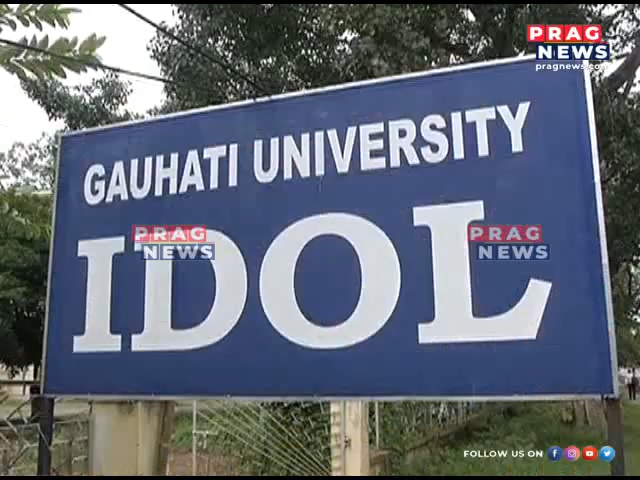 PRAG
NEWS
pragnews.com
GAUHATI UNIVERSITY
IDOL
PRAG
NEWS
PRAG
NEWS
FOLLOW US ON